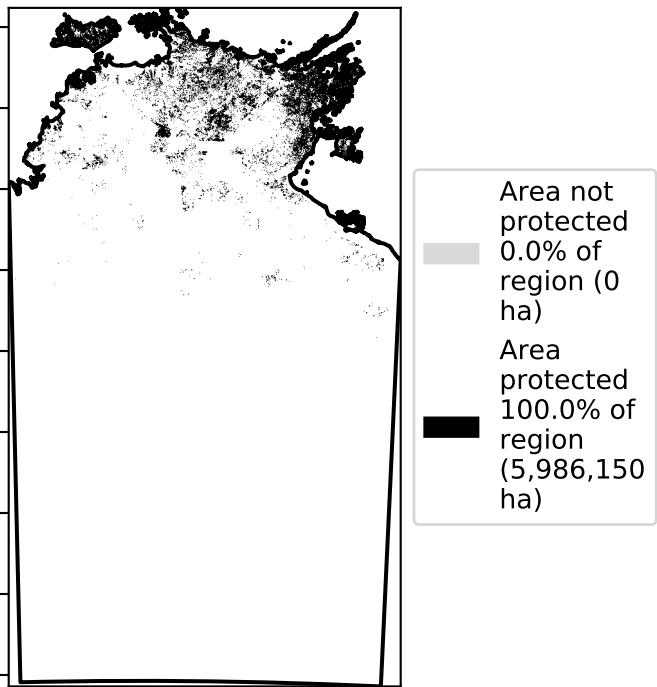 Area not
protected
0.0% of
region (0
ha)
Area
protected
100.0% of
region
(5,986,150
ha)